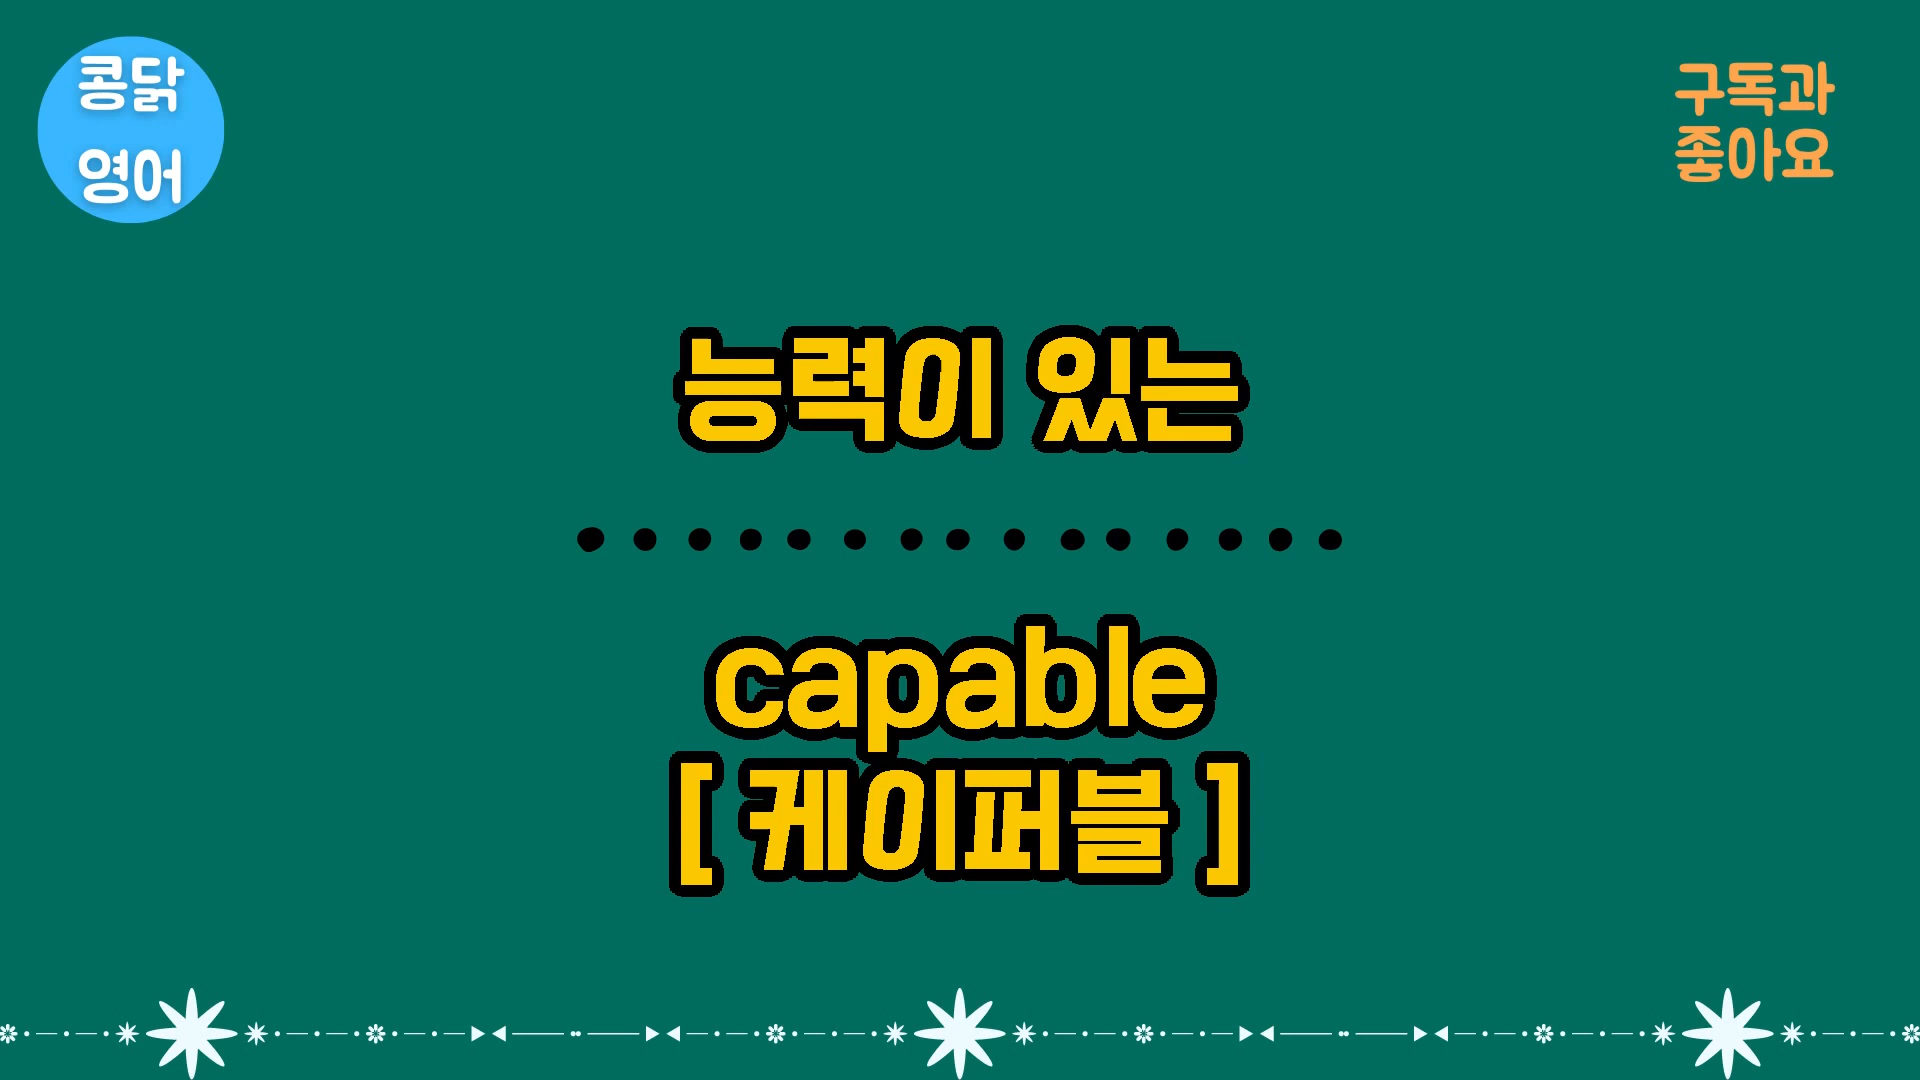 콩닭
영어
구독과
좋아요
능력이 있는
capable
[ 케이퍼블 ]